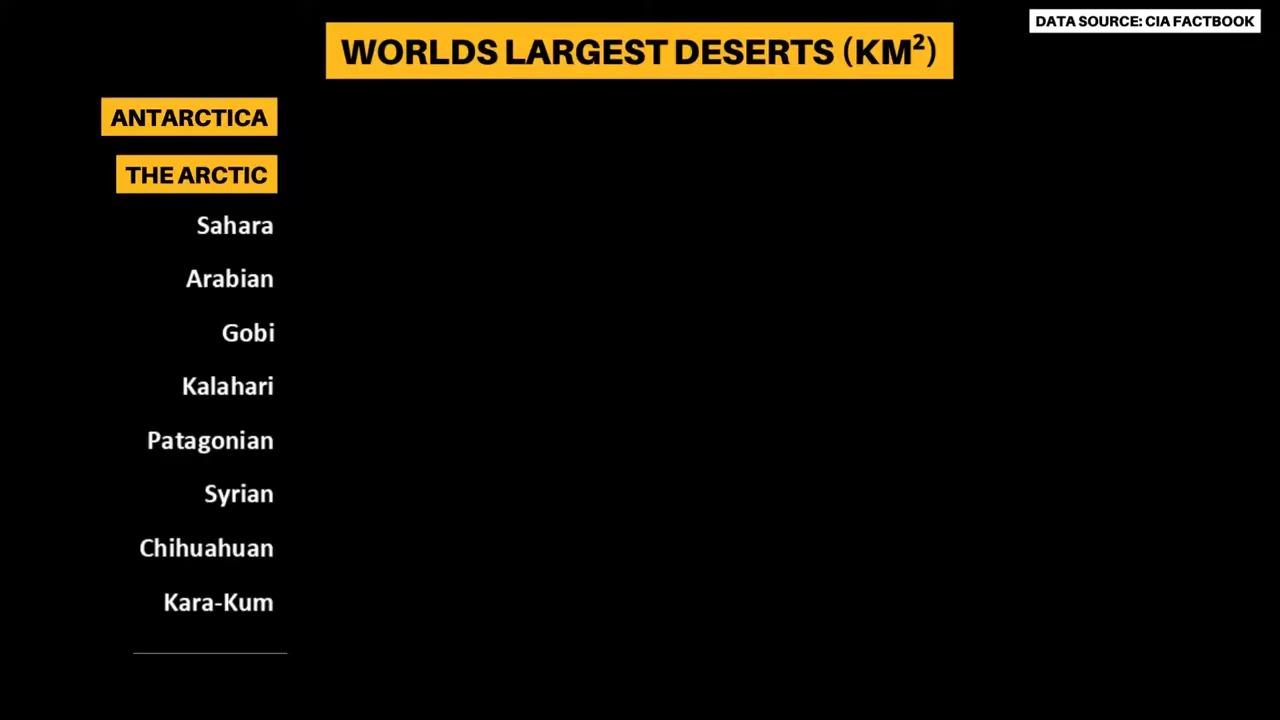 DATA SOURCE: CIA FACTBOOK
WORLDS LARGEST DESERTS (KM²)
ANTARCTICA
THE ARCTIC
Sahara
Arabian
Gobi
Kalahari
Patagonian
Syrian
Chihuahuan
Kara-Kum